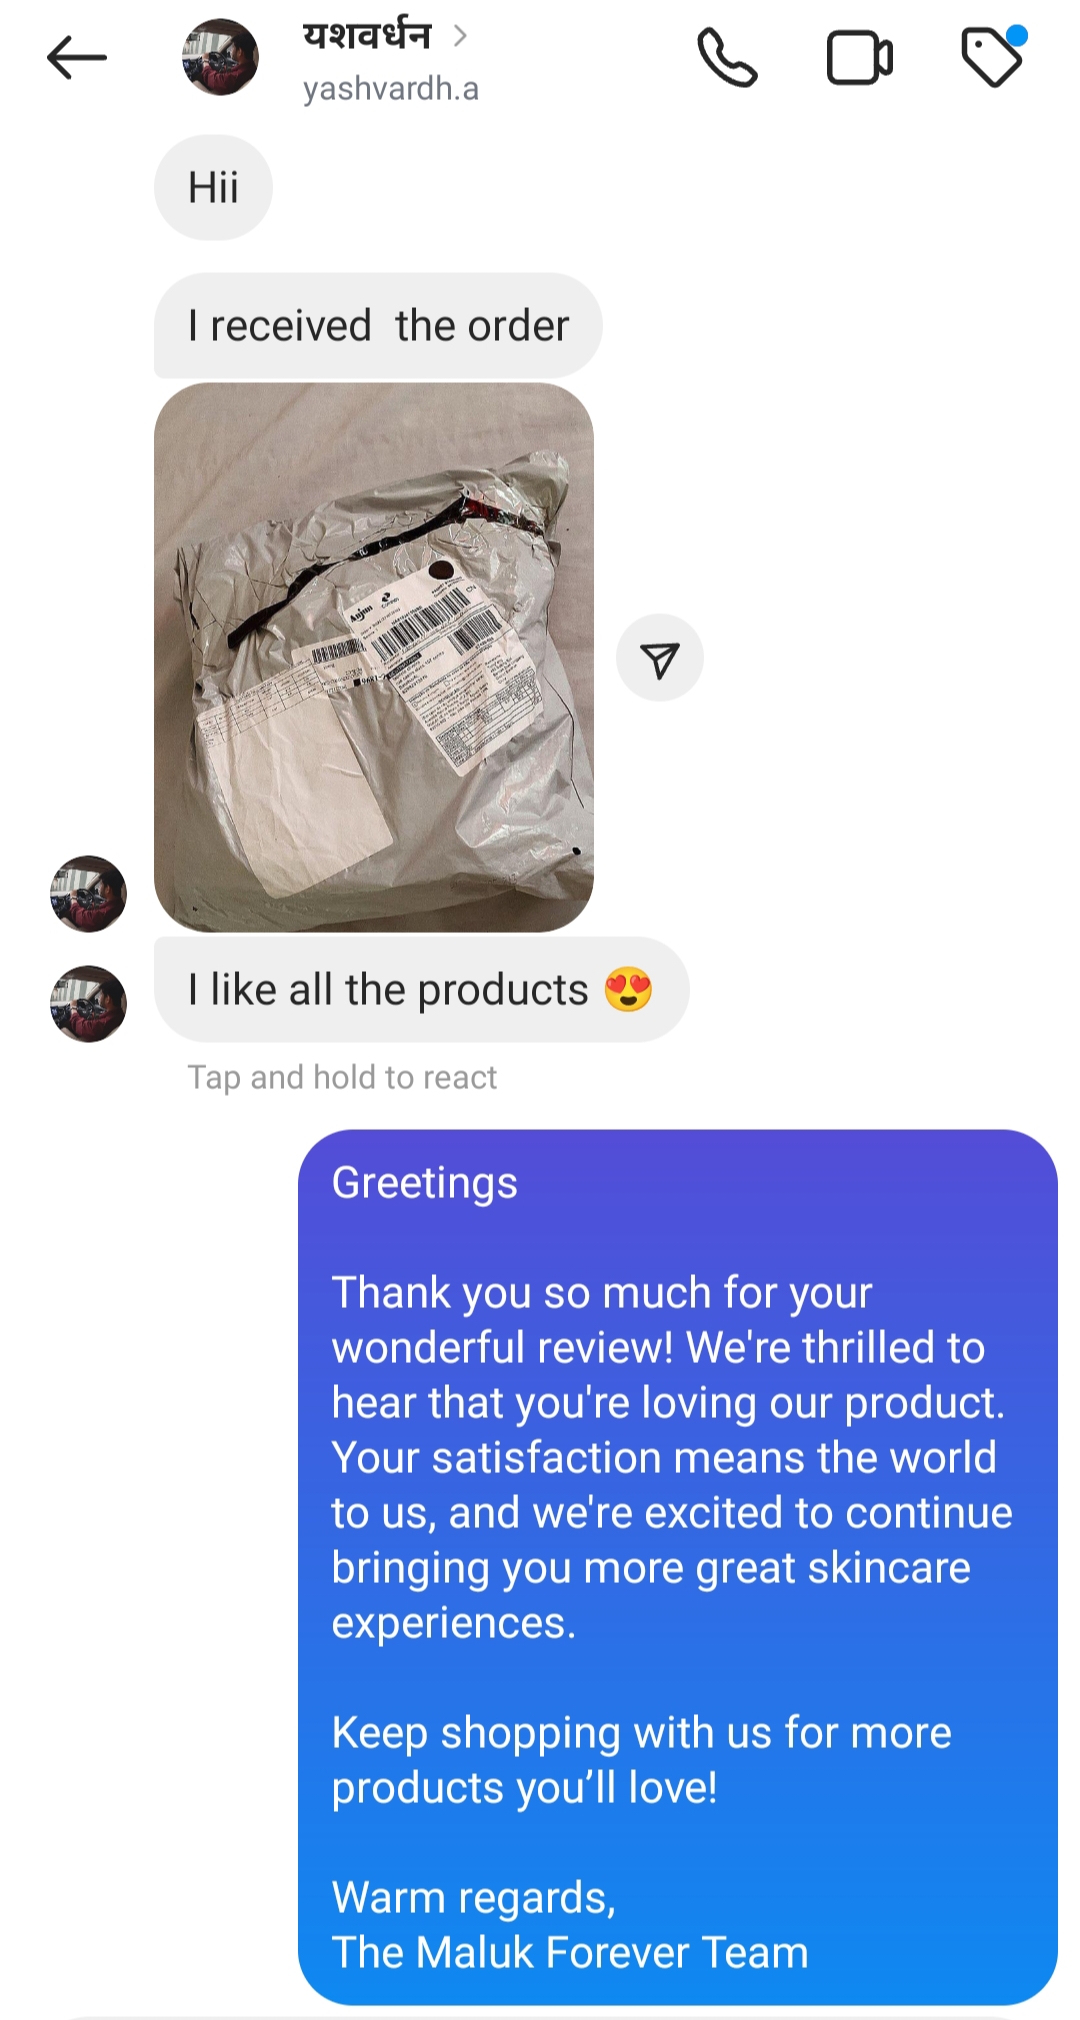 यशवर्धन
yashvardh.a
Hii
I received  the order
Anjan
I like all the products 😍
Tap and hold to react
Greetings
Thank you so much for your
wonderful review! We're thrilled to
hear that you're loving our product.
Your satisfaction means the world
to us, and we're excited to continue
bringing you more great skincare
experiences.
Keep shopping with us for more
products you’ll love!
Warm regards,
The Maluk Forever Team